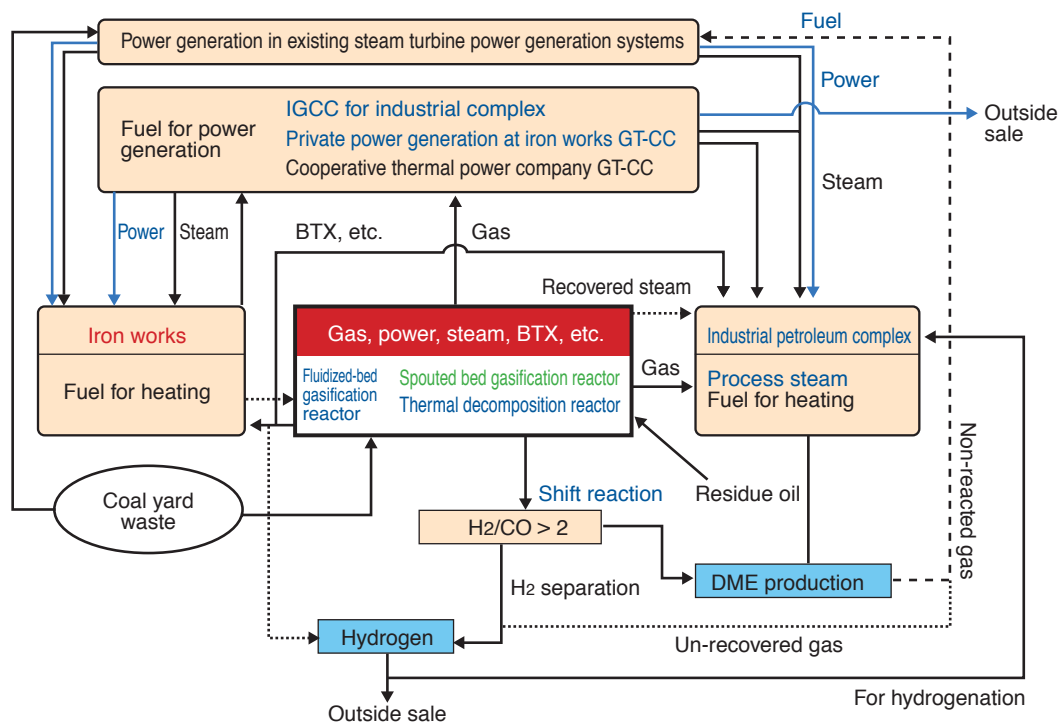 Fuel
Power generation in existing steam turbine power generation systems
Power
IGCC for industrial complex
Fuel for power
generation
Private power generation at iron works GT-CC
Cooperative thermal power company GT-CC
Outside
sale
Steam
Power
Steam
BTX, etc.
Gas
Recovered steam
Iron works
Fuel for heating
Gas, power, steam, BTX, etc.
Fluidized-bed
gasification
reactor
Spouted bed gasification reactor
Thermal decomposition reactor
Gas
Industrial petroleum complex
Process steam
Fuel for heating
Coal yard
waste
Shift reaction
Residue oil
Non-reacted gas
H2/CO > 2
H2 separation
DME production
Hydrogen
Un-recovered gas
For hydrogenation
Outside sale